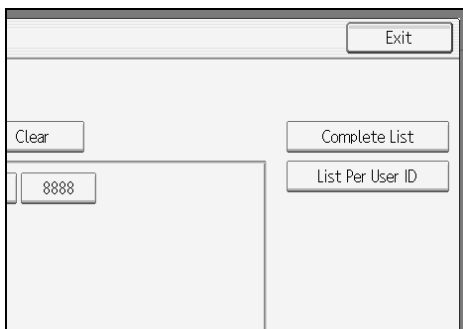 Exit
Clear
Complete List
8888
List Per User ID